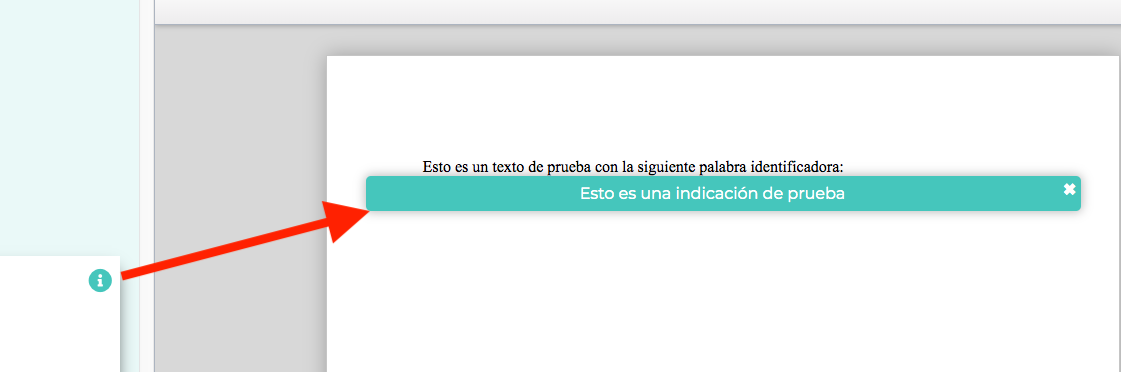 Esto es un texto de prueba con la siguiente palabra identificadora:
Esto es una indicación de prueba